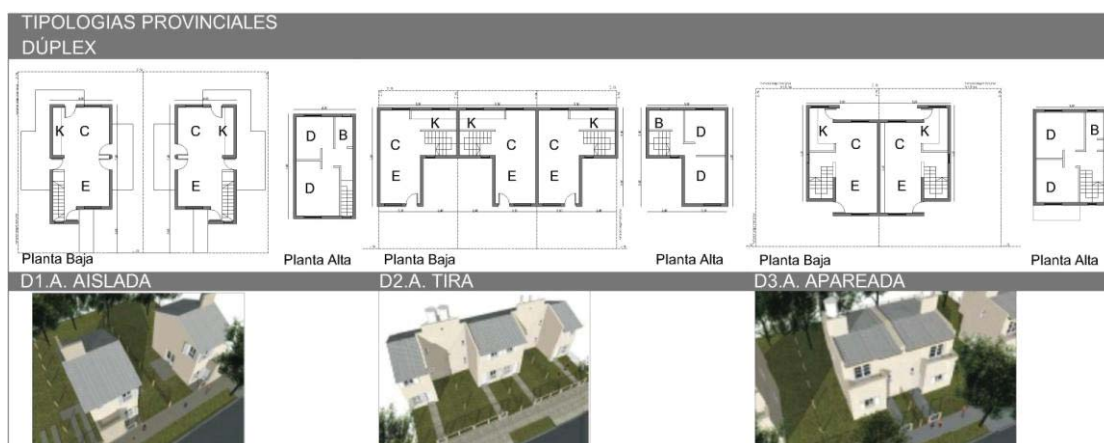 TIPOLOGIAS PROVINCIALES
DÚPLEX
K C E
C K E
D B D
K C E
K C E
K C E
B D D
K C E
K C E
D B D
Planta Baja
Planta Alta
Planta Baja
Planta Alta
Planta Baja
Planta Alta
D1.A. AISLADA
D2.A. TIRA
D3.A. APAREADA